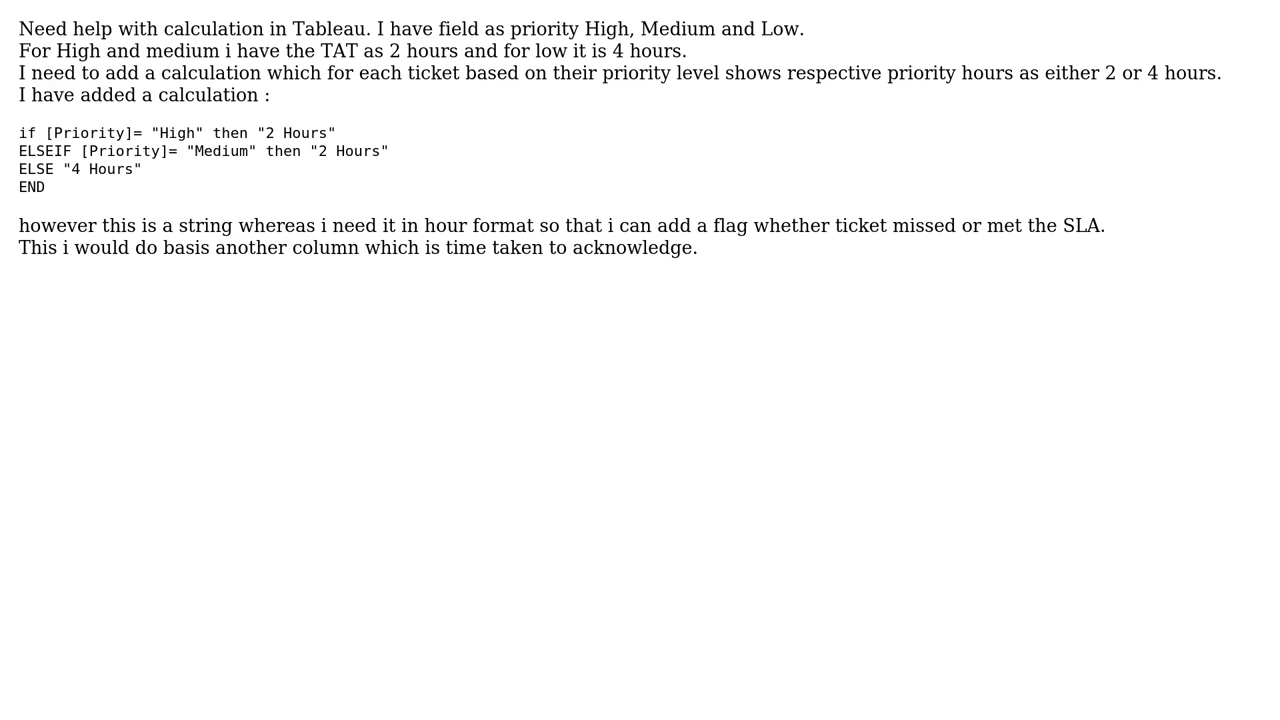 Need help with calculation in Tableau. I have field as priority High, Medium and Low.
For High and medium i have the TAT as 2 hours and for low it is 4 hours.
I need to add a calculation which for each ticket based on their priority level shows respective priority hours as either 2 or 4 hours.
I have added a calculation :
if [Priority]= "High" then "2 Hours"
ELSEIF [Priority]= "Medium" then "2 Hours"
ELSE "4 Hours"
END
however this is a string whereas i need it in hour format so that i can add a flag whether ticket missed or met the SLA.
This i would do basis another column which is time taken to acknowledge.